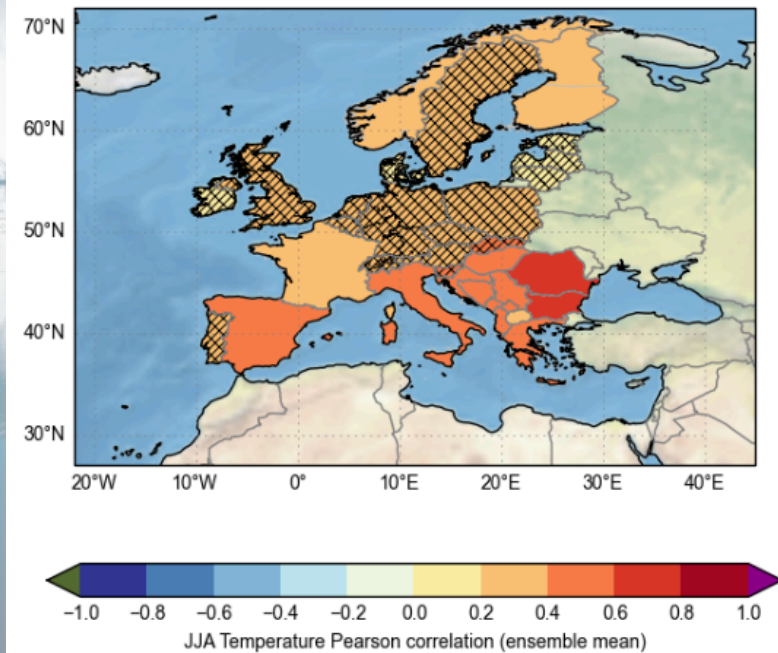 70°N
60°N
50°N
40°N
30°N
20°W 10°W 0° 10°E 20°E 30°E 40°E
−1.0 −0.8 −0.6 −0.4 −0.2 0.0 0.2 0.4 0.6 0.8 1.0
JJA Temperature Pearson correlation (ensemble mean)